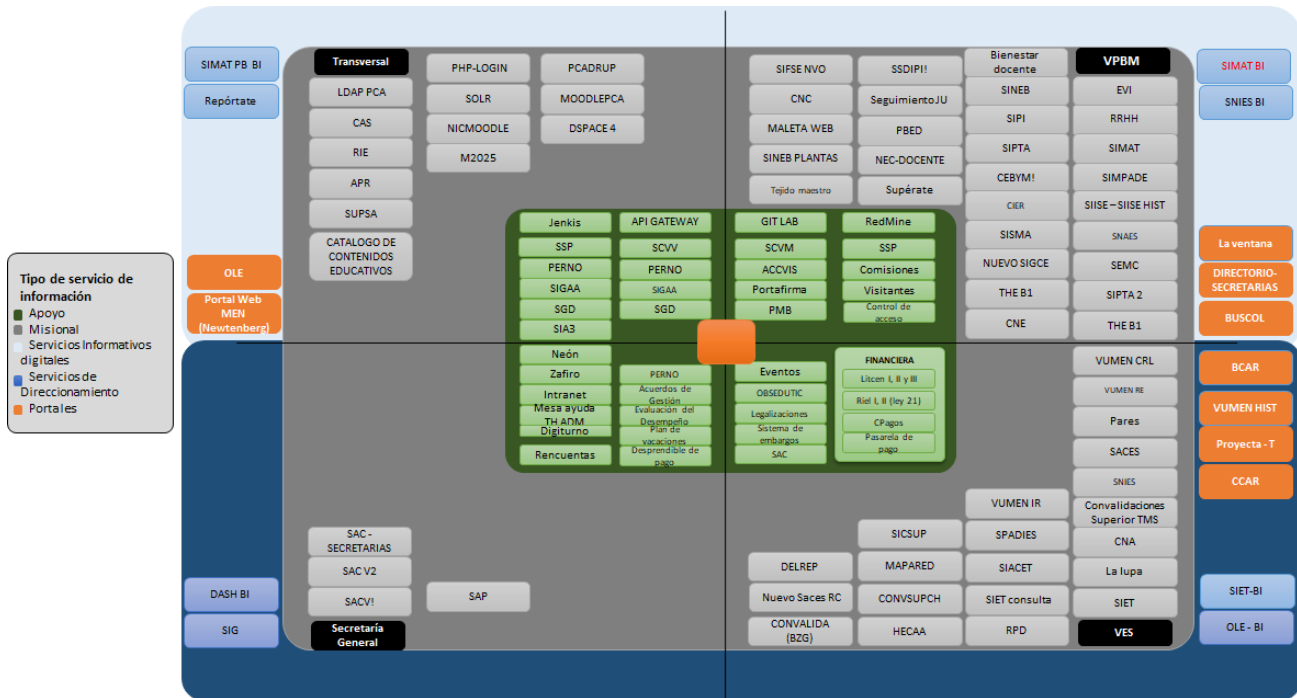 Tipo de servicio de
información
Apoyo
Misional
Servicios Informativos
digitales
Servicios de
Direccionamiento
Portales
SIMAT PB BI
Repórtate
OLE
Portal Web
MEN
(Newtenberg)
DASH BI
SIG
Transversal
LDAP PCA
CAS
RIE
APR
SUPSA
CATALOGO DE
CONTENIDOS
EDUCATIVOS
PHP-LOGIN
SOLR
NICMOODLE
M2025
PCADRUP
MOODLEPCA
DSPACE 4
SIFSE NVO
CNC
MALETA WEB
SINEB PLANTAS
Tejido maestro
SSDIPI!
Seguimiento JU
PBED
NEC-DOCENTE
Supérate
Bienestar
docente
SINEB
SIPI
SIPTA
CEBYM!
CIER
SISMA
NUEVO SIGCE
THE B1
CNE
VPBM
EVI
RRHH
SIMAT
SIMPADE
SIISE – SIISE HIST
SNAES
SEMC
SIPTA 2
THE B1
SIMAT BI
SNIES BI
La ventana
DIRECTORIO-
SECRETARIAS
BUSCOL
Jenkis
SSP
PERNO
SIGAA
SGD
SIA3
API GATEWAY
SCVV
PERNO
SIGAA
SGD
GIT LAB
SCVM
ACCVIS
Portafirma
PMB
RedMine
SSP
Comisiones
Visitantes
Control de
acceso
Neón
Zafiro
Intranet
Mesa ayuda
TH ADM
Digiturno
Rencuentas
PERNO
Acuerdos de
Gestión
Evaluación del
Desempeño
Plan de
vacaciones
Desprendible de
pago
Eventos
OBSEDUTIC
Legalizaciones
Sistema de
embargos
SAC
FINANCIERA
Litcen I, II y III
Riel I, II (ley 21)
CPagos
Pasarela de
pago
SAC -
SECRETARIAS
SAC V2
SACV!
Secretaría
General
SAP
DELREP
Nuevo Saces RC
CONVALIDA
(BZG)
SICSUP
MAPARED
CONVSUPCH
HECAA
VUMEN IR
SPADIES
SIACET
SIET consulta
RPD
VUMEN CRL
VUMEN RE
Pares
SACES
SNIES
Convalidaciones
Superior TMS
CNA
La lupa
SIET
VES
BCAR
VUMEN HIST
Proyecta - T
CCAR
SIET-BI
OLE - BI